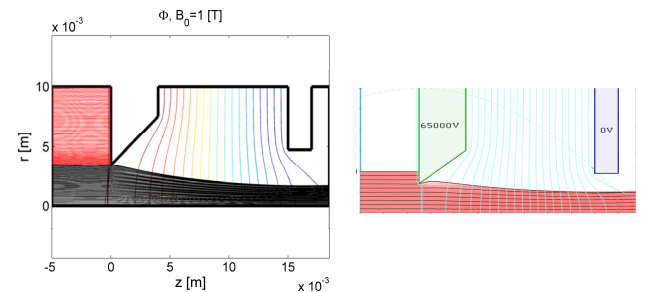 Φ, B0=1 [T]
x 10-3
10
5
0
r [m]
-5 0 5 10 15
z [m]
x 10-3
65000V
0V